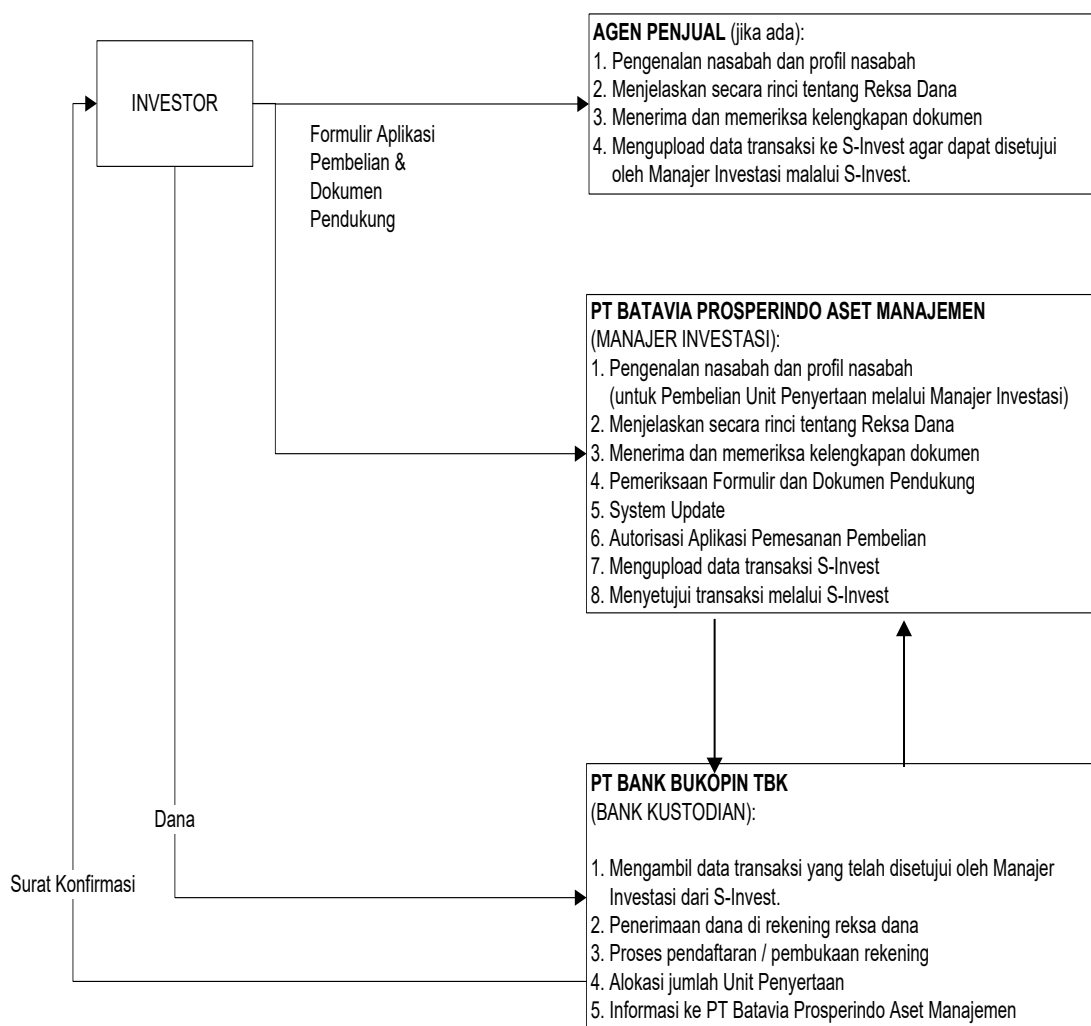 INVESTOR
Formulir Aplikasi
Pembelian &
Dokumen
Pendukung
AGEN PENJUAL (jika ada):
1. Pengenalan nasabah dan profil nasabah
2. Menjelaskan secara rinci tentang Reksa Dana
3. Menerima dan memeriksa kelengkapan dokumen
4. Mengupload data transaksi ke S-Invest agar dapat disetujui
oleh Manajer Investasi malalui S-Invest.
PT BATAVIA PROSPERINDO ASET MANAJEMEN
(MANAJER INVESTASI):
1. Pengenalan nasabah dan profil nasabah
(untuk Pembelian Unit Penyertaan melalui Manajer Investasi)
2. Menjelaskan secara rinci tentang Reksa Dana
3. Menerima dan memeriksa kelengkapan dokumen
4. Pemeriksaan Formulir dan Dokumen Pendukung
5. System Update
6. Autorisasi Aplikasi Pemesanan Pembelian
7. Mengupload data transaksi S-Invest
8. Menyetujui transaksi melalui S-Invest
Dana
Surat Konfirmasi
PT BANK BUKOPIN TBK
(BANK KUSTODIAN):
1. Mengambil data transaksi yang telah disetujui oleh Manajer
Investasi dari S-Invest.
2. Penerimaan dana di rekening reksa dana
3. Proses pendaftaran / pembukaan rekening
4. Alokasi jumlah Unit Penyertaan
5. Informasi ke PT Batavia Prosperindo Aset Manajemen